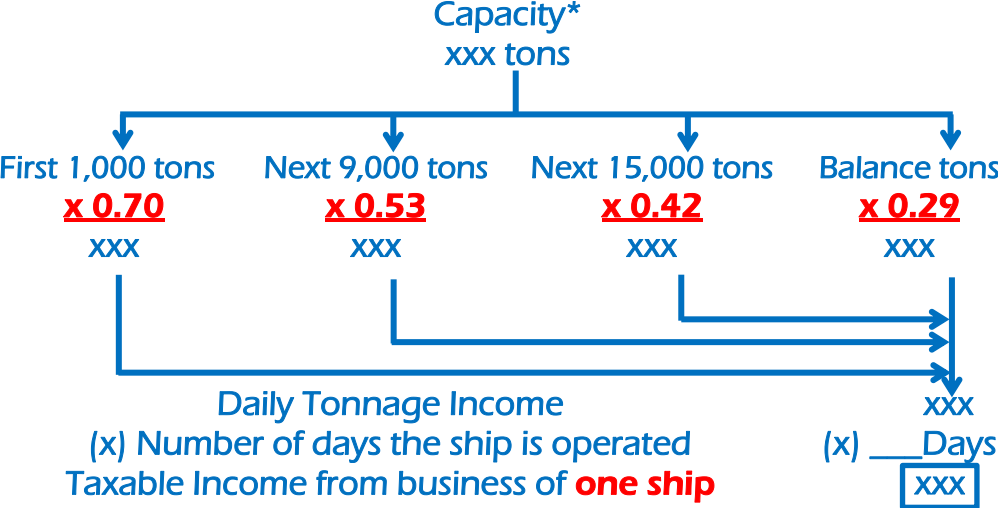 Capacity*
xxx tons
First 1,000 tons Next 9,000 tons Next 15,000 tons Balance tons
x 0.70 x 0.53 x 0.42 x 0.29
xxx xxx xxx xxx
Daily Tonnage Income xxx
(x) Number of days the ship is operated (x) ___Days
Taxable Income from business of one ship xxx